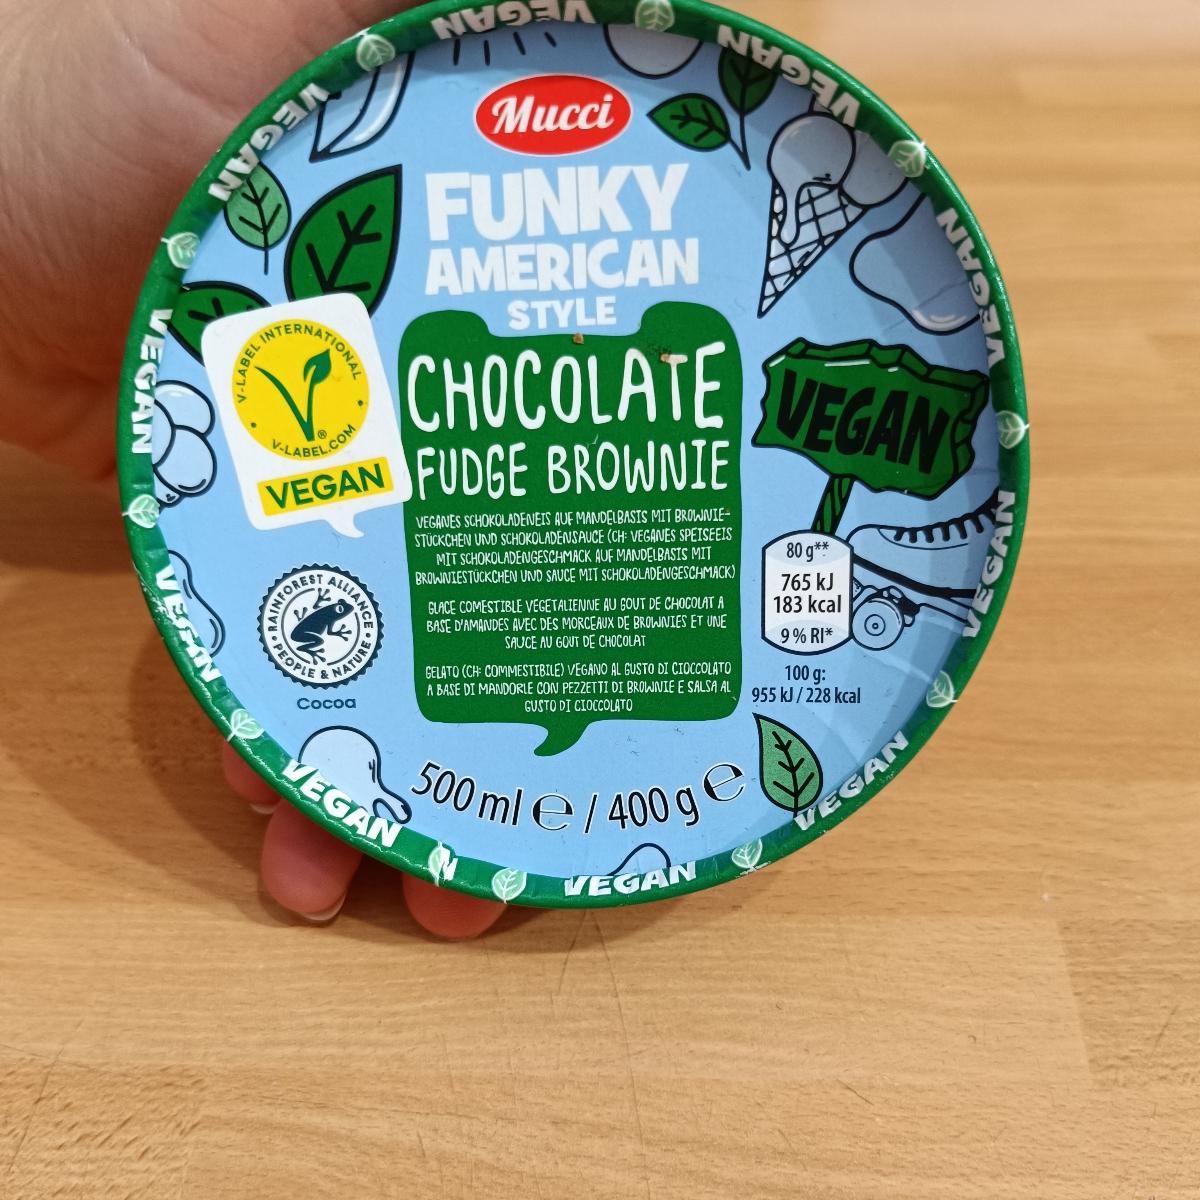 Mucci
FUNKY
AMERICAN
STYLE
CHOCOLATE
FUDGE BROWNIE
VEGANES SCHOKOLADENEIS AUF MANDELBASIS MIT BROWNIE-
STÜCKCHEN UND SCHOKOLADENSAUCE (CH: VEGANES SPEISEEIS
MIT SCHOKOLADENGESCHMACK AUF MANDELBASIS MIT
BROWNIESTÜCKCHEN UND SAUCE MIT SCHOKOLADENGESCHMACK)
GLACE COMESTIBLE VEGETALIENNE AU GOUT DE CHOCOLAT A
BASE D'AMANDES AVEC DES MORCEAUX DE BROWNIES ET UNE
SAUCE AU GOUT DE CHOCOLAT
GELATO (CH: COMMESTIBILE) VEGANO AL GUSTO DI CIOCCOLATO
A BASE DI MANDORLE CON PEZZETTI DI BROWNIE E SALSA AL
GUSTO DI CIOCCOLATO
V-LABEL INTERNATIONAL
V-LABEL.COM
VEGAN
RAINFOREST ALLIANCE
PEOPLE & NATURE
Cocoa
VEGAN
80 g**
765 kJ
183 kcal
9 % RI*
100 g:
955 kJ / 228 kcal
500 ml e / 400 g e
VEGAN
VEGAN
VEGAN
VEGAN
VEGAN
VEGAN
VEGAN
VEGAN
N
VEGAN
VEGAN
VEGAN